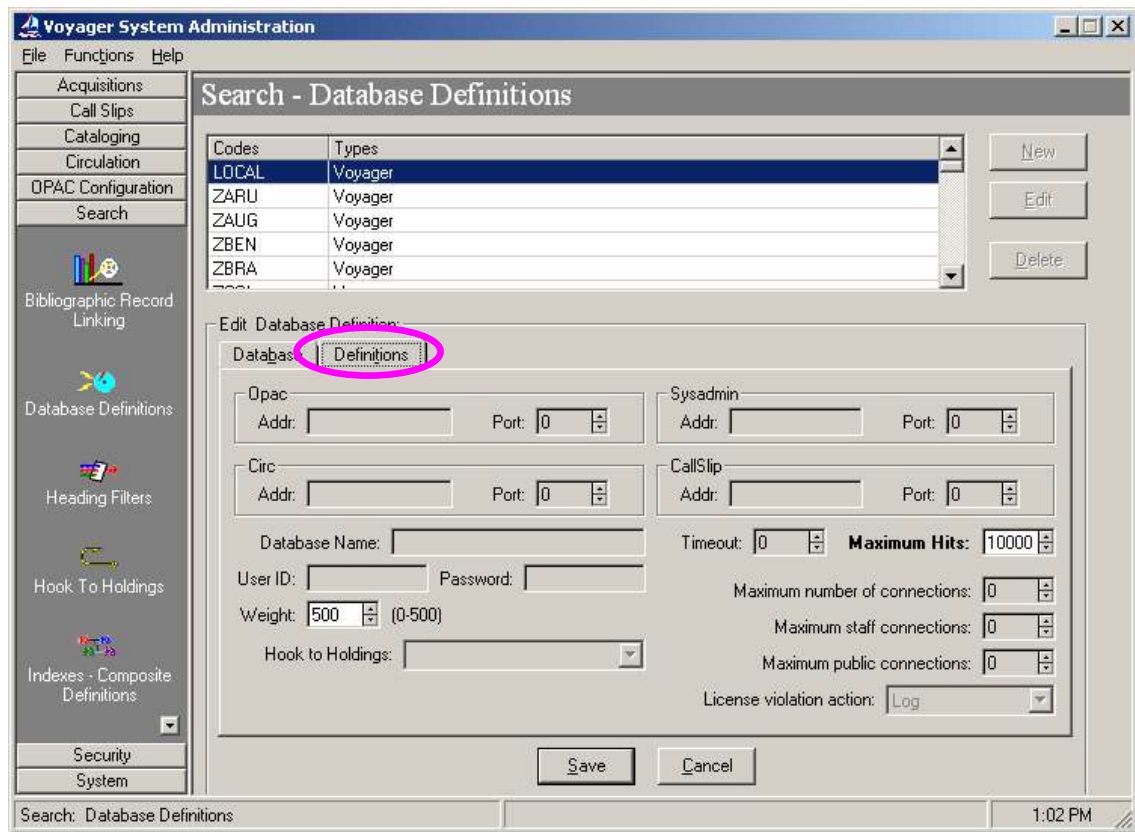 Voyager System Administration
File Functions Help
Acquisitions
Call Slips
Cataloging
Circulation
OPAC Configuration
Search
Bibliographic Record
Linking
Database Definitions
Heading Filters
Hook To Holdings
Indexes - Composite
Definitions
Security
System
Search - Database Definitions
Codes Types
LOCAL Voyager
ZARU Voyager
ZAUG Voyager
ZBEN Voyager
ZBRA Voyager
New
Edit
Delete
Edit Database Definition:
Database Definitions
Opac
Addr: Port: 0
Sysadmin
Addr: Port: 0
Circ
Addr: Port: 0
CallSlip
Addr: Port: 0
Database Name:
Timeout: 0 Maximum Hits: 10000
User ID: Password:
Weight: 500 (0-500)
Hook to Holdings:
Maximum number of connections: 0
Maximum staff connections: 0
Maximum public connections: 0
License violation action: Log
Save Cancel
Search: Database Definitions 1:02 PM